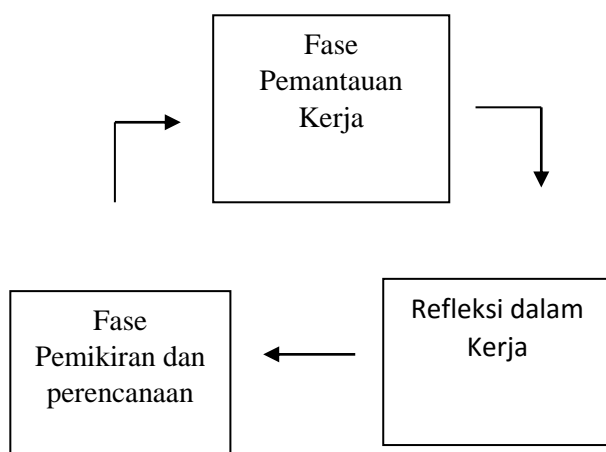 Fase
Pemantauan
Kerja
Fase
Pemikiran dan
perencanaan
Refleksi dalam
Kerja